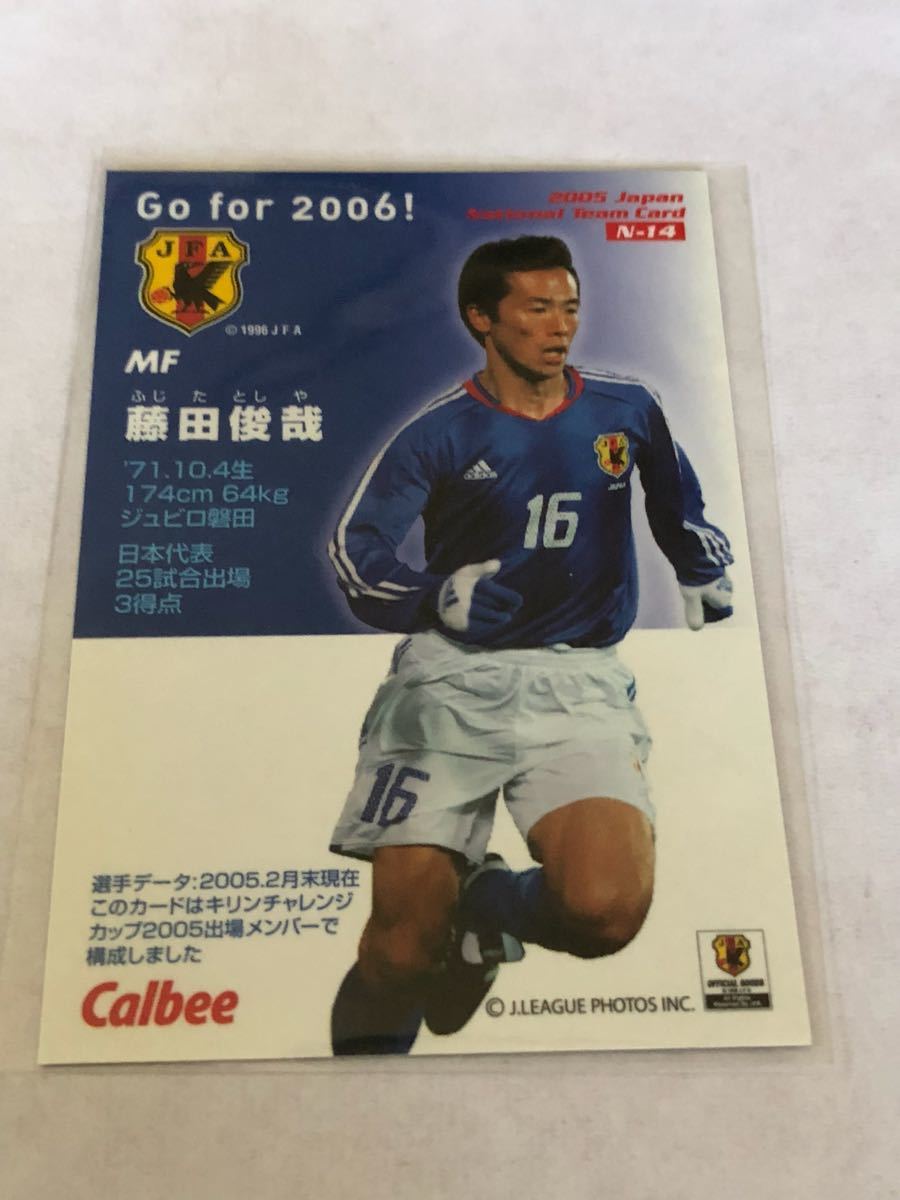 Go for 2006!
2005 Japan
National Team Card
N-14
JFA
© 1996 J F A
MF
ふじ た とし や
藤田俊哉
'71.10.4生
174cm 64kg
ジュビロ磐田
日本代表
25試合出場
3得点
adidas
JAPAN
16
16
選手データ:2005.2月末現在
このカードはキリンチャレンジ
カップ2005出場メンバーで
構成しました
Calbee
© J.LEAGUE PHOTOS INC.
OFFICIAL GOODS